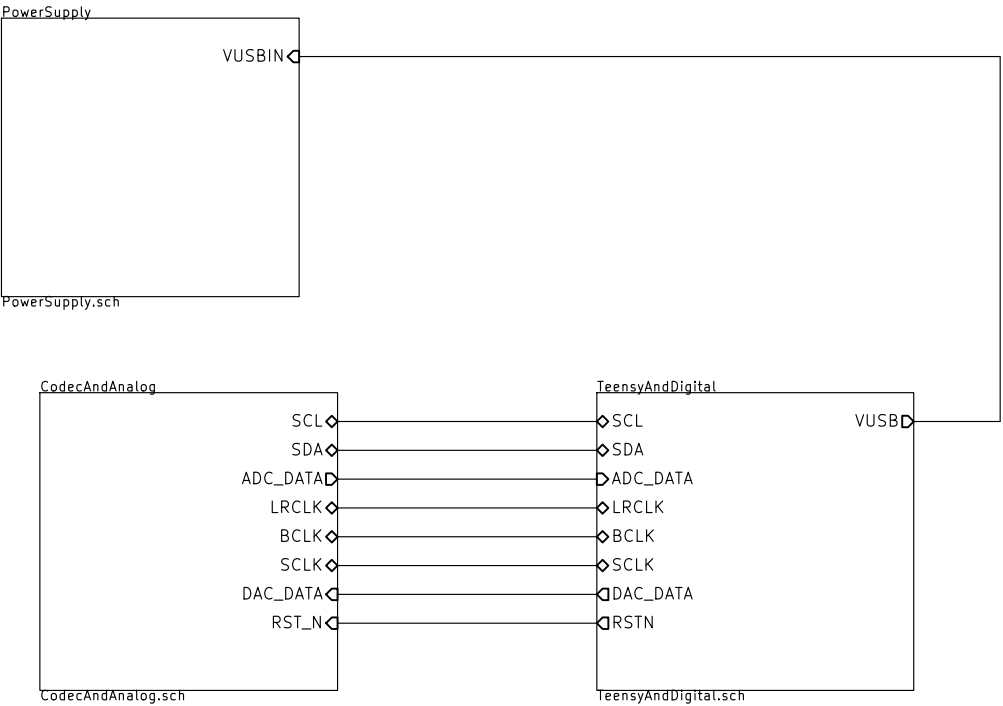 PowerSupply
VUSBIN
PowerSupply.sch
CodecAndAnalog
SCL
SDA
ADC_DATA
LRCLK
BCLK
SCLK
DAC_DATA
RST_N
CodecAndAnalog.sch
TeensyAndDigital
SCL
SDA
ADC_DATA
LRCLK
BCLK
SCLK
DAC_DATA
RSTN
VUSB
TeensyAndDigital.sch